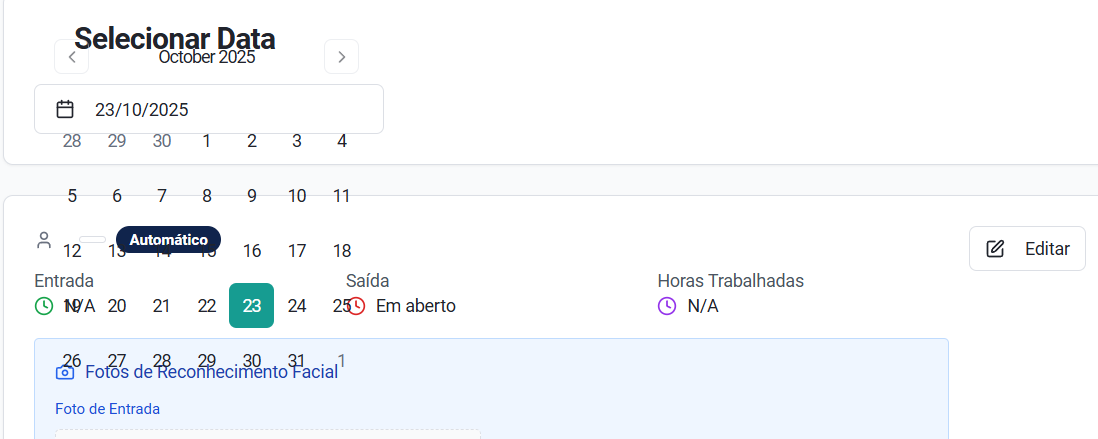 Selecionar Data
October 2025
23/10/2025
28 29 30 1 2 3 4
5 6 7 8 9 10 11
Automático
12 13 14 15 16 17 18
Editar
Entrada Saída Horas Trabalhadas
N/A Em aberto N/A
19 20 21 22 23 24 25
26 27 28 29 30 31 1
Fotos de Reconhecimento Facial
Foto de Entrada